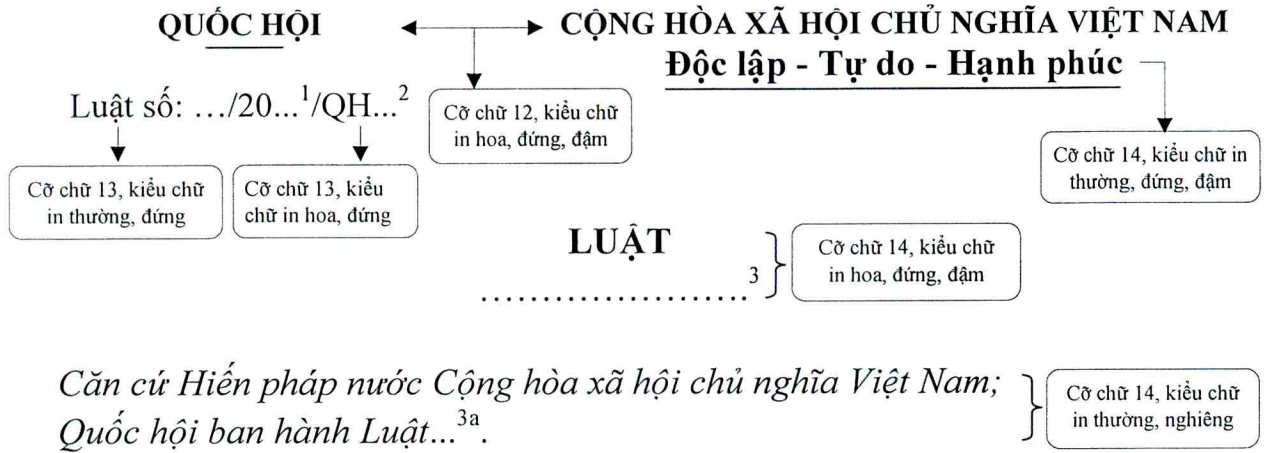 QUỐC HỘI
CỘNG HÒA XÃ HỘI CHỦ NGHĨA VIỆT NAM
Độc lập - Tự do - Hạnh phúc
Luật số: .../20...1/QH...2
Cỡ chữ 12, kiểu chữ
in hoa, đứng, đậm
Cỡ chữ 14, kiểu chữ in
thường, đứng, đậm
Cỡ chữ 13, kiểu chữ
in thường, đứng
Cỡ chữ 13, kiểu
chữ in hoa, đứng
LUẬT
........................3
Cỡ chữ 14, kiểu chữ
in hoa, đứng, đậm
Căn cứ Hiến pháp nước Cộng hòa xã hội chủ nghĩa Việt Nam;
Quốc hội ban hành Luật...3a.
Cỡ chữ 14, kiểu chữ
in thường, nghiêng